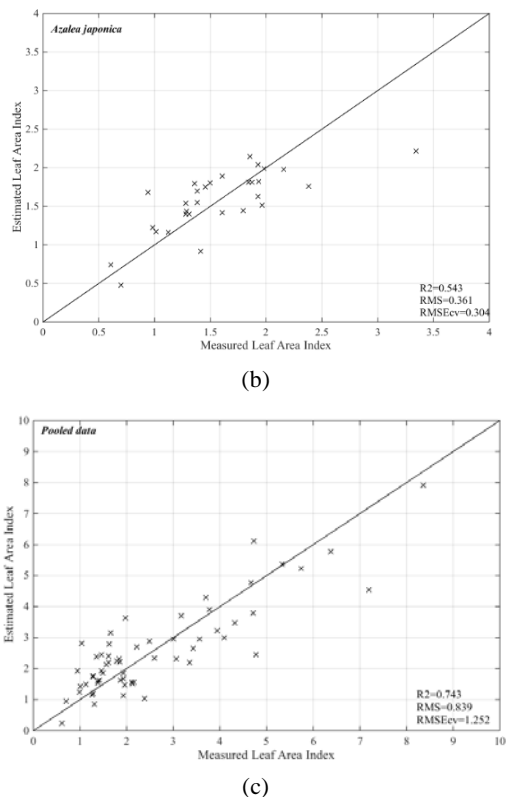 Azalea japonica
4
3.5
3
2.5
2
1.5
1
0.5
0
Estimated Leaf Area Index
R2=0.543
RMS=0.361
RMSEcv=0.304
0 0.5 1 1.5 2 2.5 3 3.5 4
Measured Leaf Area Index
(b)
Pooled data
10
9
8
7
6
5
4
3
2
1
0
Estimated Leaf Area Index
R2=0.743
RMS=0.839
RMSEcv=1.252
0 1 2 3 4 5 6 7 8 9 10
Measured Leaf Area Index
(c)